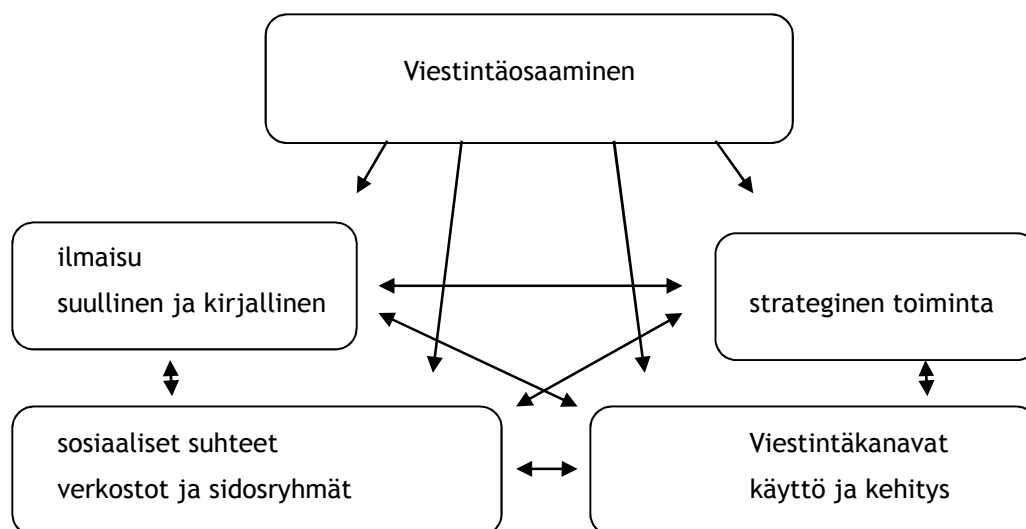 Viestintäosaaminen
ilmaisu
suullinen ja kirjallinen
strateginen toiminta
sosiaaliset suhteet
verkostot ja sidosryhmät
Viestintäkanavat
käyttö ja kehitys